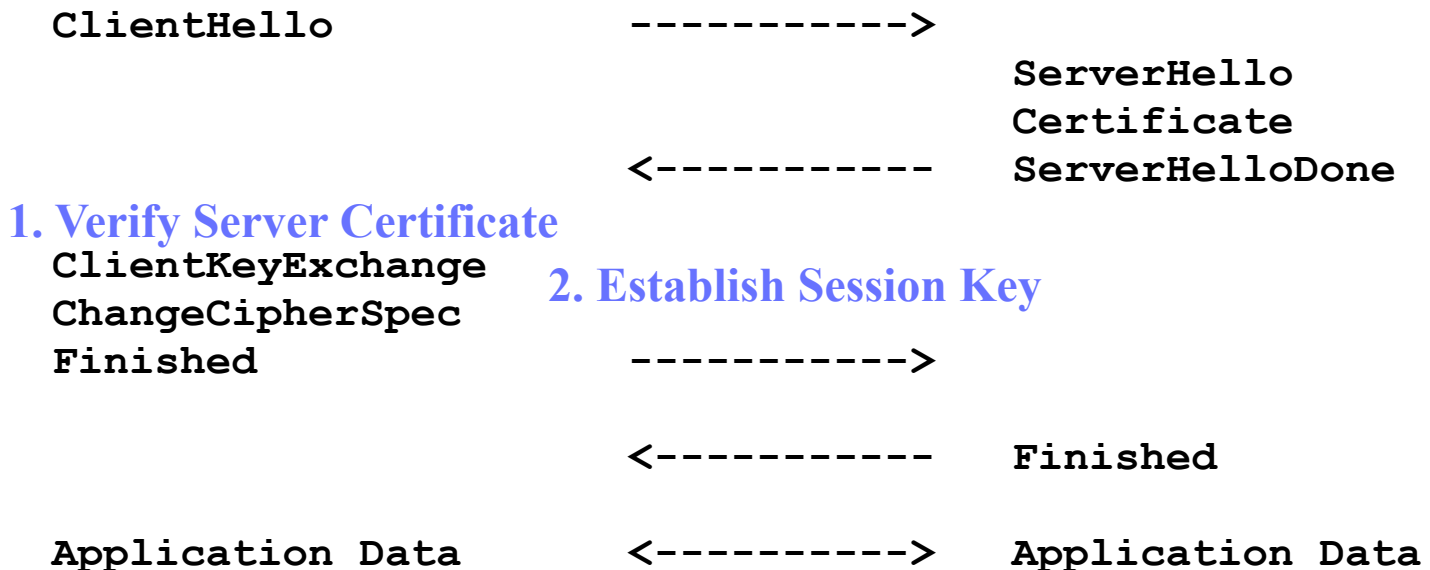 ClientHello ----------->
ServerHello
Certificate
<----------- ServerHelloDone
1. Verify Server Certificate
ClientKeyExchange
2. Establish Session Key
ChangeCipherSpec
Finished ----------->
<----------- Finished
Application Data <----------> Application Data